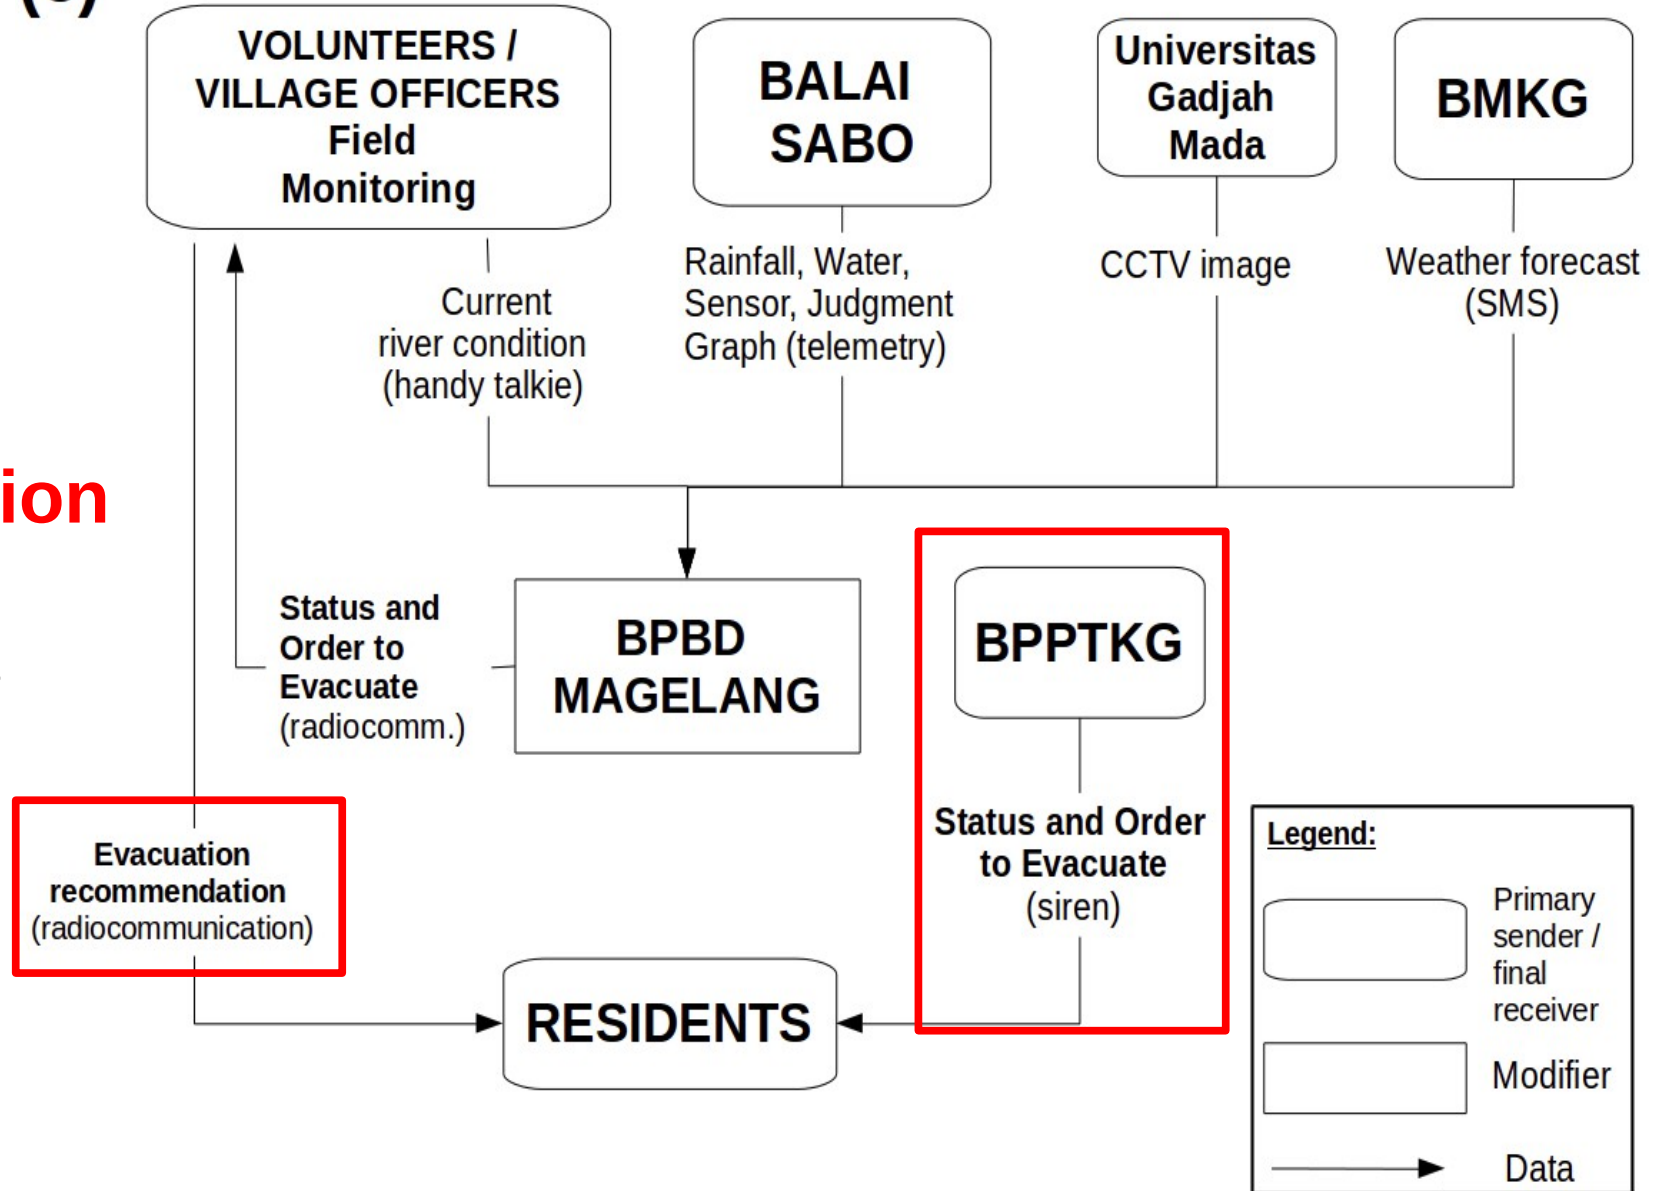 VOLUNTEERS /
VILLAGE OFFICERS
Field
Monitoring
BALAI
SABO
Universitas
Gadjah
Mada
BMKG
Current
river condition
(handy talkie)
Rainfall, Water,
Sensor, Judgment
Graph (telemetry)
CCTV image
Weather forecast
(SMS)
ion
Status and
Order to
Evacuate
(radiocomm.)
BPBD
MAGELANG
BPPTKG
Status and Order
to Evacuate
(siren)
Evacuation
recommendation
(radiocommunication)
RESIDENTS
Legend:
Primary
sender /
final
receiver
Modifier
Data